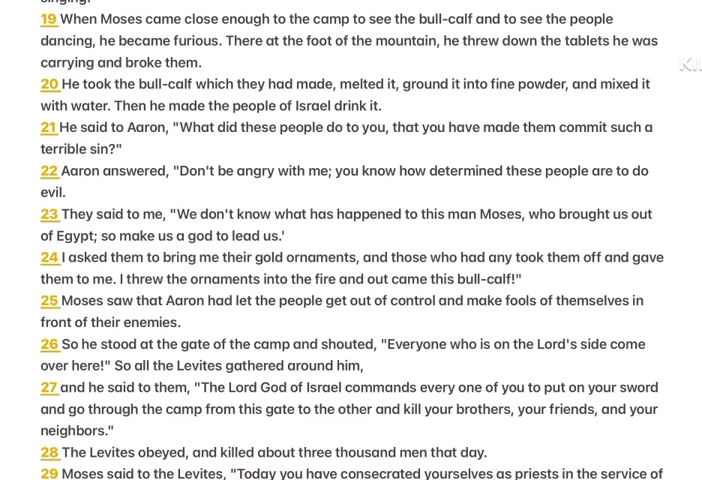 19 When Moses came close enough to the camp to see the bull-calf and to see the people
dancing, he became furious. There at the foot of the mountain, he threw down the tablets he was
carrying and broke them.
20 He took the bull-calf which they had made, melted it, ground it into fine powder, and mixed it
with water. Then he made the people of Israel drink it.
21 He said to Aaron, "What did these people do to you, that you have made them commit such a
terrible sin?"
22 Aaron answered, "Don't be angry with me; you know how determined these people are to do
evil.
23 They said to me, "We don't know what has happened to this man Moses, who brought us out
of Egypt; so make us a god to lead us.'
24 I asked them to bring me their gold ornaments, and those who had any took them off and gave
them to me. I threw the ornaments into the fire and out came this bull-calf!"
25 Moses saw that Aaron had let the people get out of control and make fools of themselves in
front of their enemies.
26 So he stood at the gate of the camp and shouted, "Everyone who is on the Lord's side come
over here!" So all the Levites gathered around him,
27 and he said to them, "The Lord God of Israel commands every one of you to put on your sword
and go through the camp from this gate to the other and kill your brothers, your friends, and your
neighbors."
28 The Levites obeyed, and killed about three thousand men that day.
29 Moses said to the Levites, "Today you have consecrated yourselves as priests in the service of